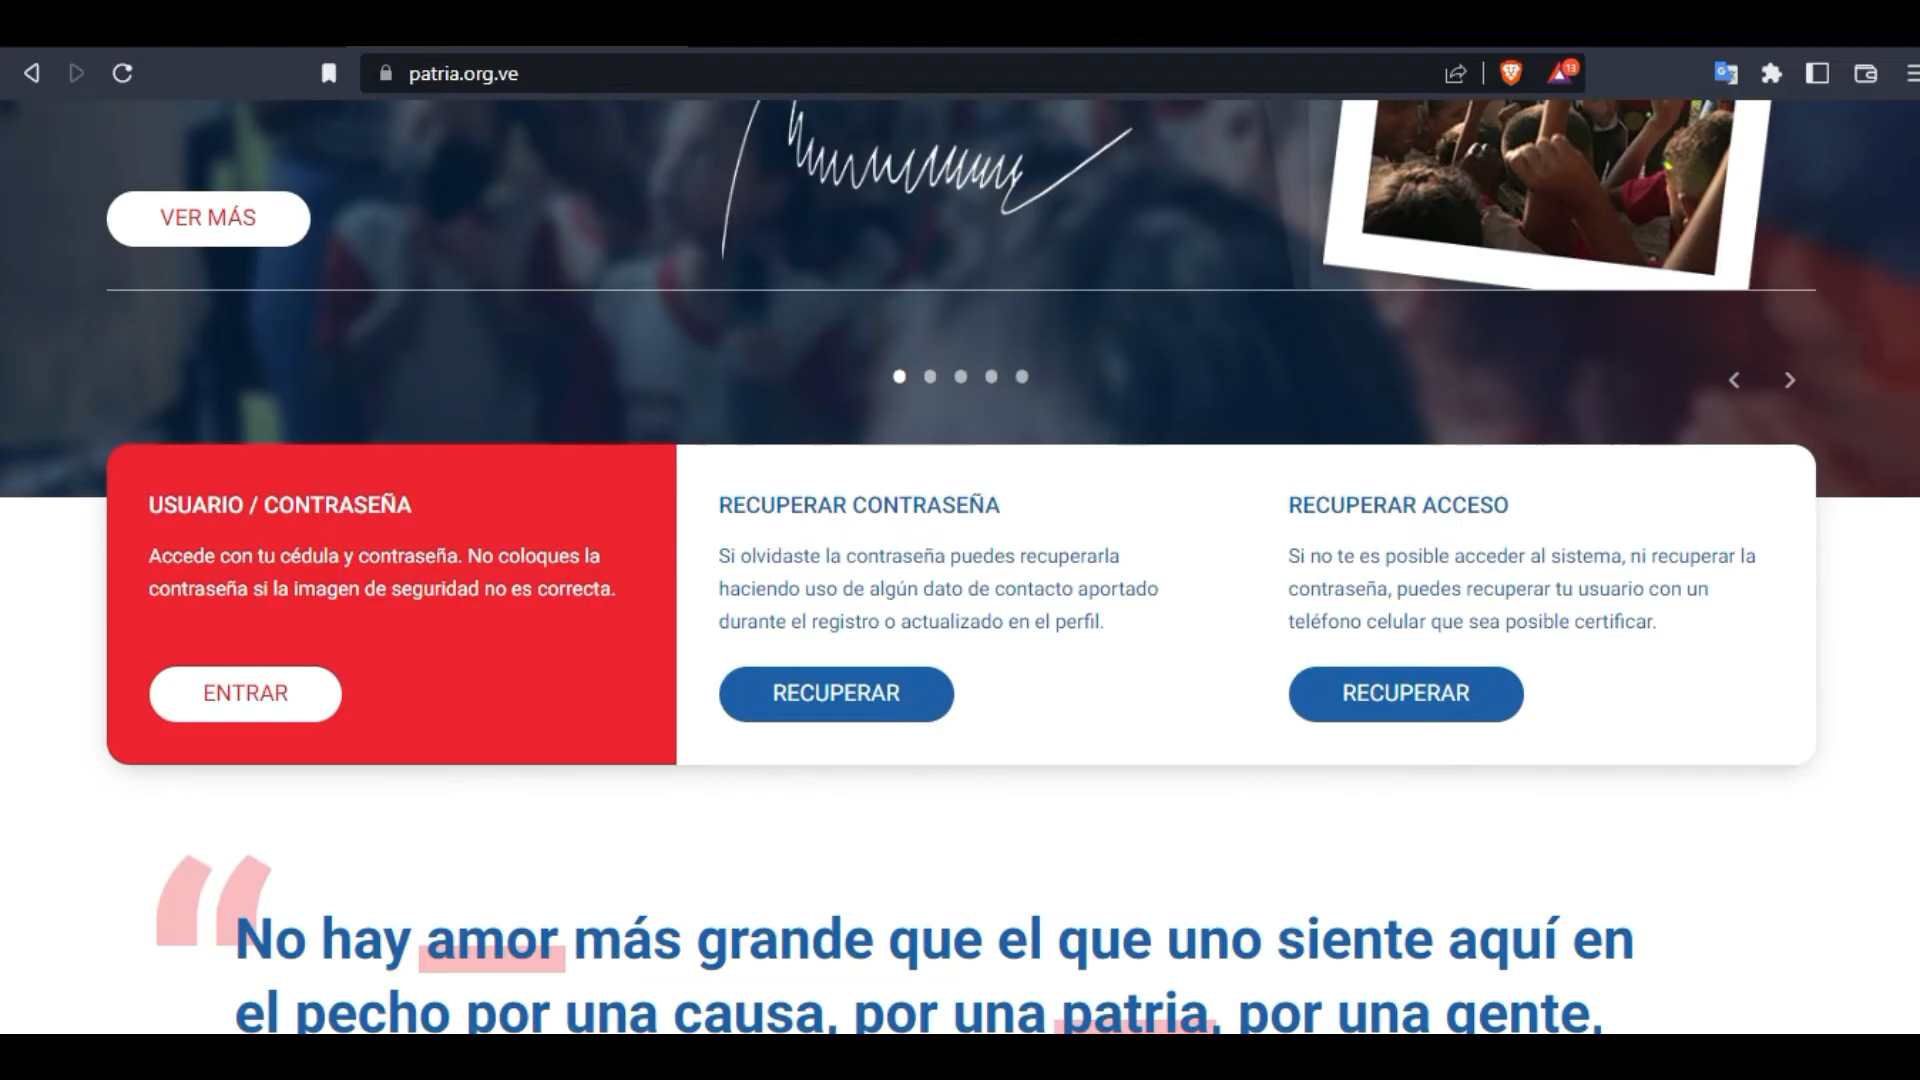 patria.org.ve
13
VER MÁS
USUARIO / CONTRASEÑA
Accede con tu cédula y contraseña. No coloques la
contraseña si la imagen de seguridad no es correcta.
ENTRAR
RECUPERAR CONTRASEÑA
Si olvidaste la contraseña puedes recuperarla
haciendo uso de algún dato de contacto aportado
durante el registro o actualizado en el perfil.
RECUPERAR
RECUPERAR ACCESO
Si no te es posible acceder al sistema, ni recuperar la
contraseña, puedes recuperar tu usuario con un
teléfono celular que sea posible certificar.
RECUPERAR
“No hay amor más grande que el que uno siente aquí en
el pecho por una causa, por una patria, por una gente,